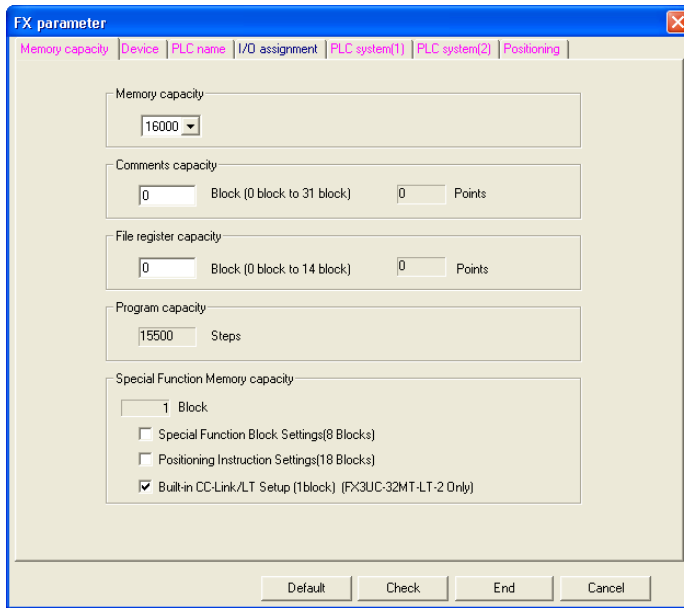 FX parameter
Memory capacity Device PLC name I/O assignment PLC system(1) PLC system(2) Positioning
Memory capacity
16000
Comments capacity
0 Block (0 block to 31 block) 0 Points
File register capacity
0 Block (0 block to 14 block) 0 Points
Program capacity
15500 Steps
Special Function Memory capacity
1 Block
Special Function Block Settings(8 Blocks)
Positioning Instruction Settings(18 Blocks)
Built-in CC-Link/LT Setup (1block) (FX3UC-32MT-LT-2 Only)
Default Check End Cancel